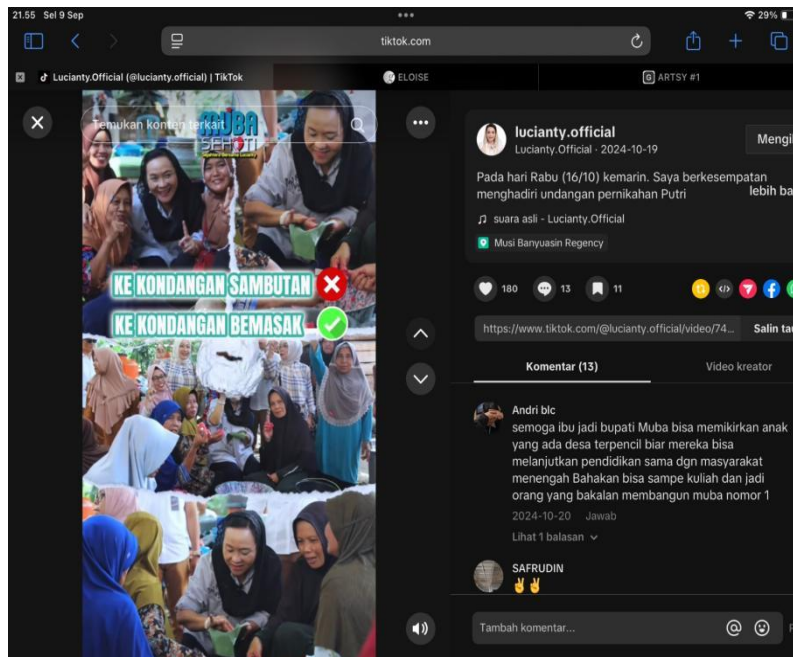 21.55 Sel 9 Sep
29%
tiktok.com
Lucianty.Official (@lucianty.official) | TikTok
ELOISE
G ARTSY #1
Temukan konten terkait
MUBA
SEHATI
KE KONDANGAN SAMBUTAN
KE KONDANGAN BEMASAK
lucianty.official
Lucianty.Official · 2024-10-19
Mengi
Pada hari Rabu (16/10) kemarin. Saya berkesempatan
menghadiri undangan pernikahan Putri
lebih ba
suara asli - Lucianty.Official
Musi Banyuasin Regency
180
13
11
https://www.tiktok.com/@lucianty.official/video/74...
Salin tau
Komentar (13)
Video kreator
Andri blc
semoga ibu jadi bupati Muba bisa memikirkan anak
yang ada desa terpencil biar mereka bisa
melanjutkan pendidikan sama dgn masyarakat
menengah Bahakan bisa sampe kuliah dan jadi
orang yang bakalan membangun muba nomor 1
2024-10-20 Jawab
Lihat 1 balasan
SAFRUDIN
✌✌
Tambah komentar...